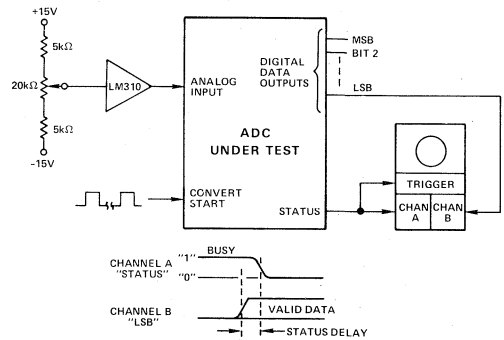 +15V
5kΩ
20kΩ
5kΩ
-15V
LM310
ANALOG
INPUT
DIGITAL
DATA
OUTPUTS
MSB
BIT 2
LSB
ADC
UNDER TEST
CONVERT
START
STATUS
TRIGGER
CHAN
A
CHAN
B
CHANNEL A
"STATUS"
"1"
BUSY
"0"
CHANNEL B
"LSB"
VALID DATA
STATUS DELAY